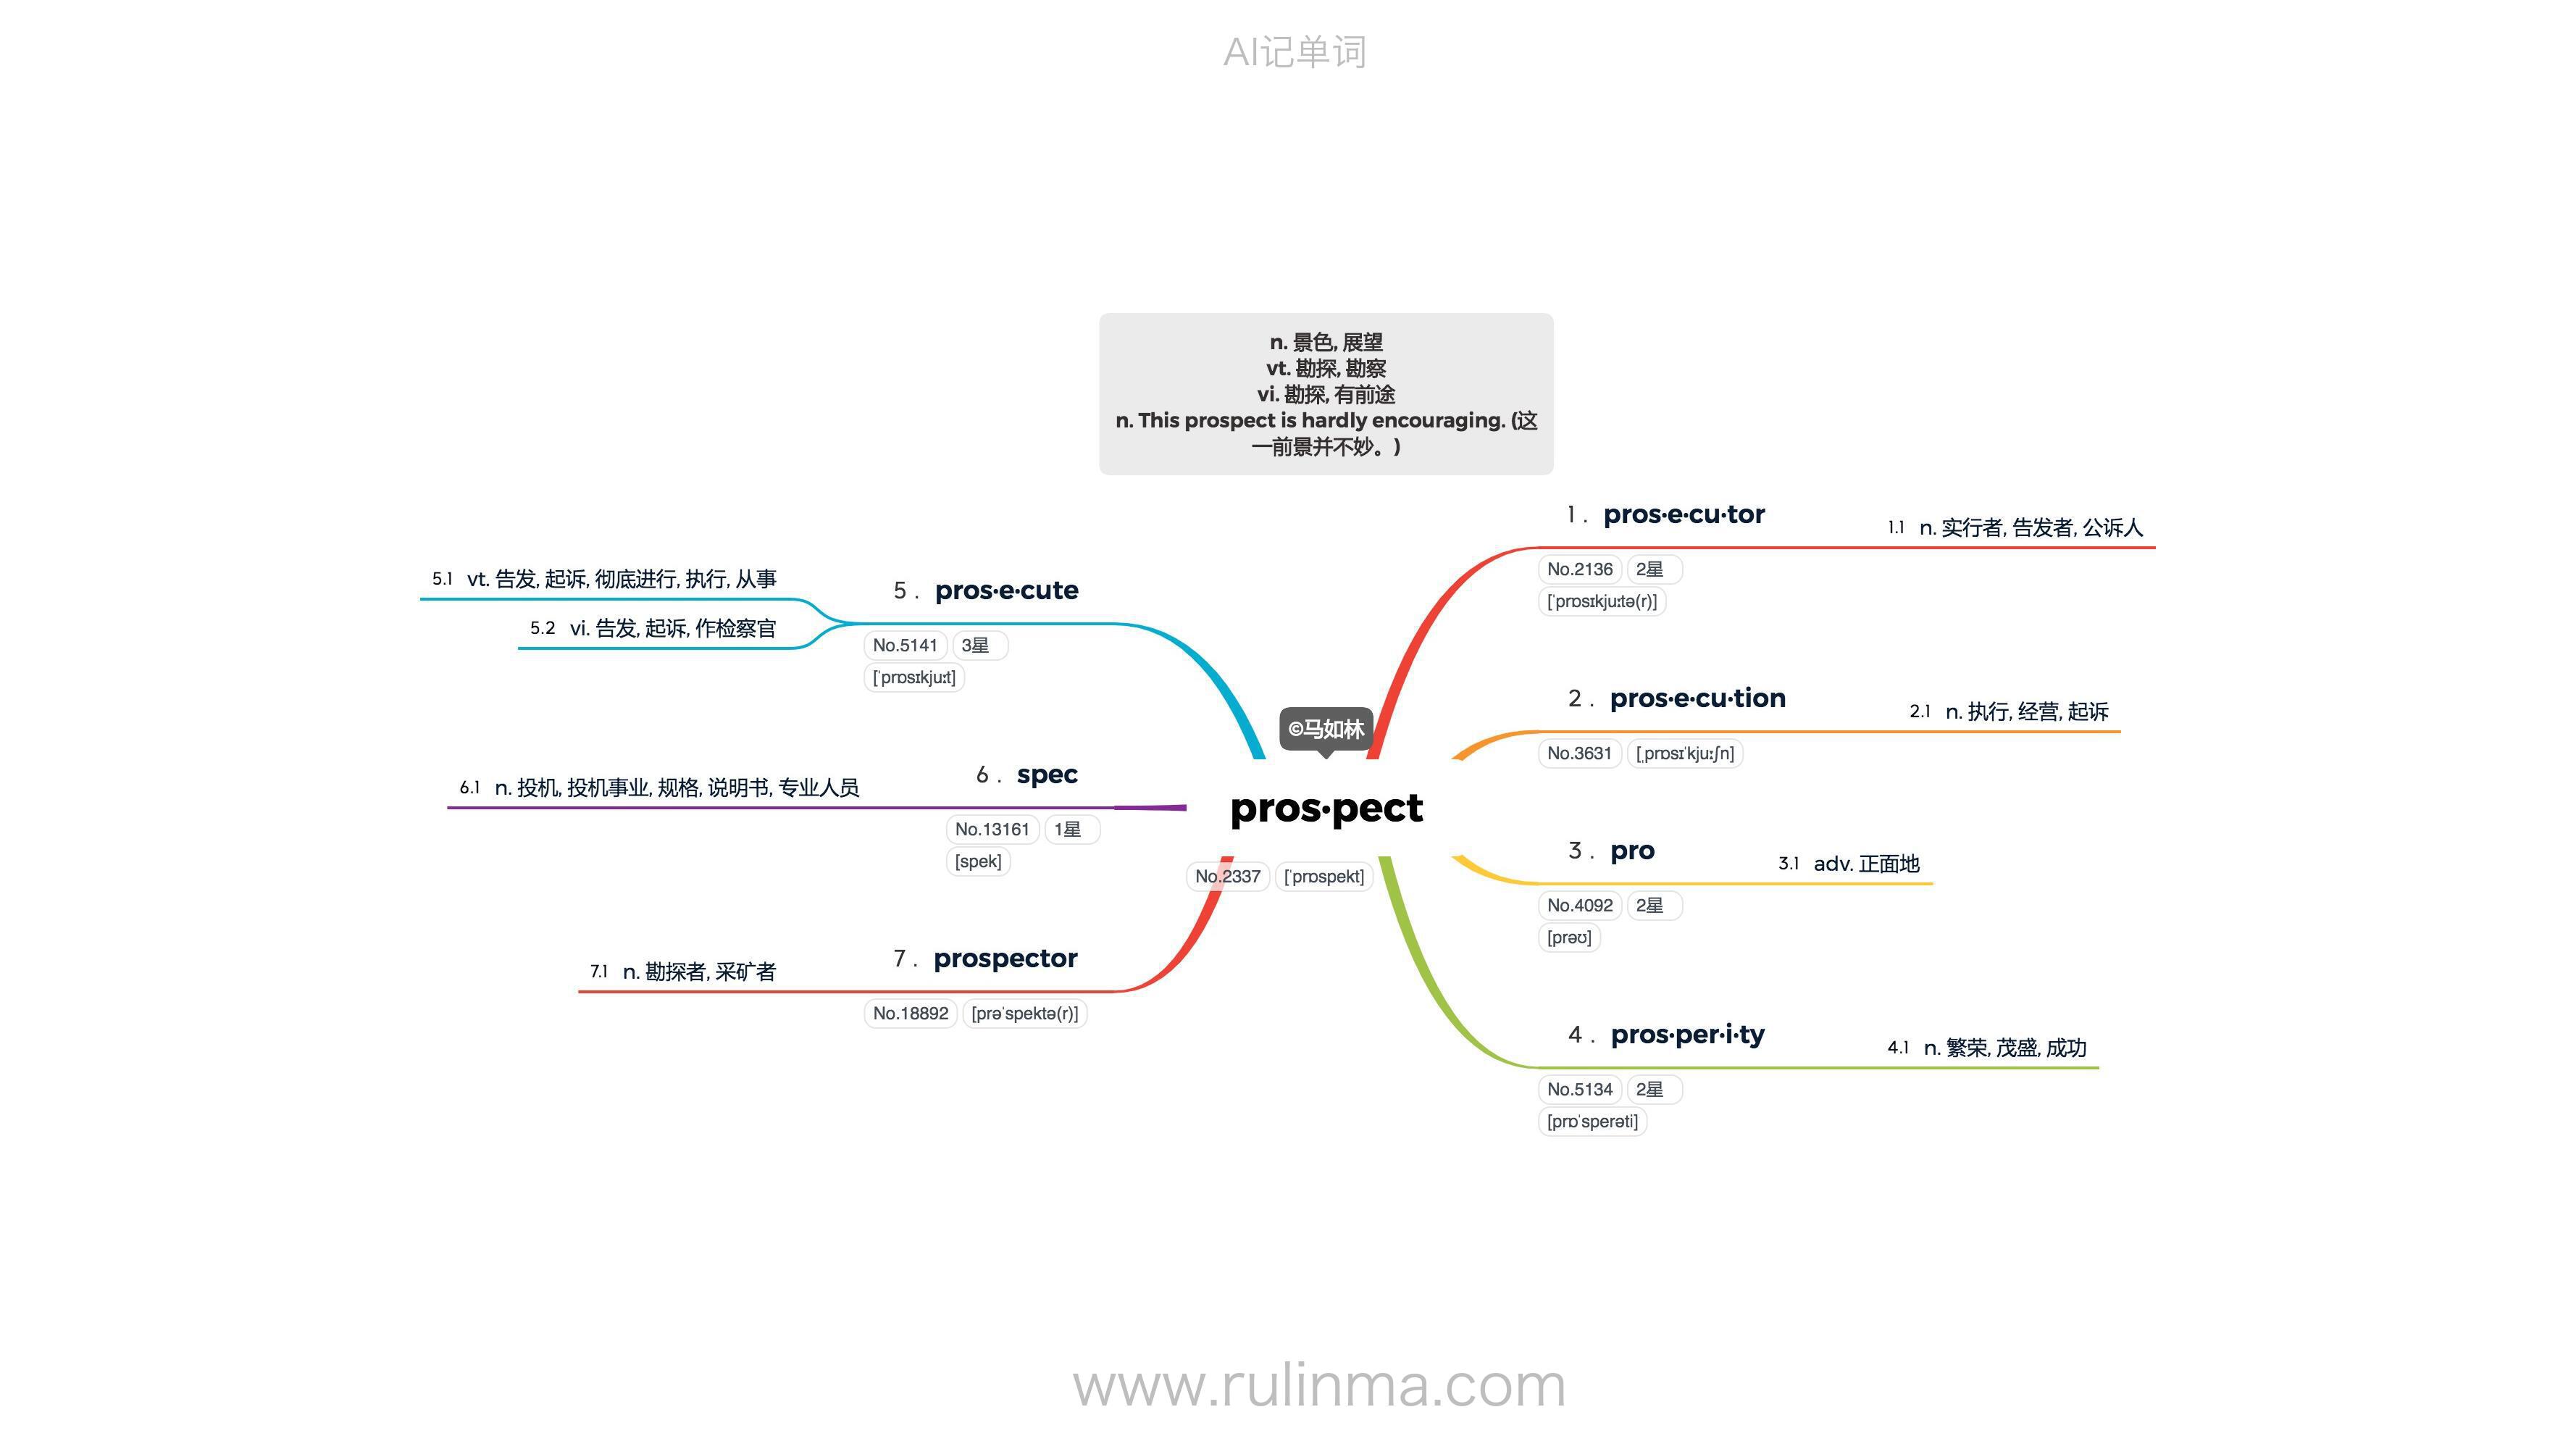 AI记单词
n. 景色, 展望
vt. 勘探, 勘察
vi. 勘探, 有前途
n. This prospect is hardly encouraging. (这
一前景并不妙。)
©马如林
pros·pect
No.2337 [ˈprɒspekt]
1 . pros·e·cu·tor
No.2136 2星
[ˈprɒsɪkjuːtə(r)]
1.1 n. 实行者, 告发者, 公诉人
2 . pros·e·cu·tion
No.3631 [ˌprɒsɪˈkjuːʃn]
2.1 n. 执行, 经营, 起诉
3 . pro
No.4092 2星
[prəʊ]
3.1 adv. 正面地
4 . pros·per·i·ty
No.5134 2星
[prɒˈsperəti]
4.1 n. 繁荣, 茂盛, 成功
5 . pros·e·cute
No.5141 3星
[ˈprɒsɪkjuːt]
5.1 vt. 告发, 起诉, 彻底进行, 执行, 从事
5.2 vi. 告发, 起诉, 作检察官
6 . spec
No.13161 1星
[spek]
6.1 n. 投机, 投机事业, 规格, 说明书, 专业人员
7 . prospector
No.18892 [prəˈspektə(r)]
7.1 n. 勘探者, 采矿者
www.rulinma.com